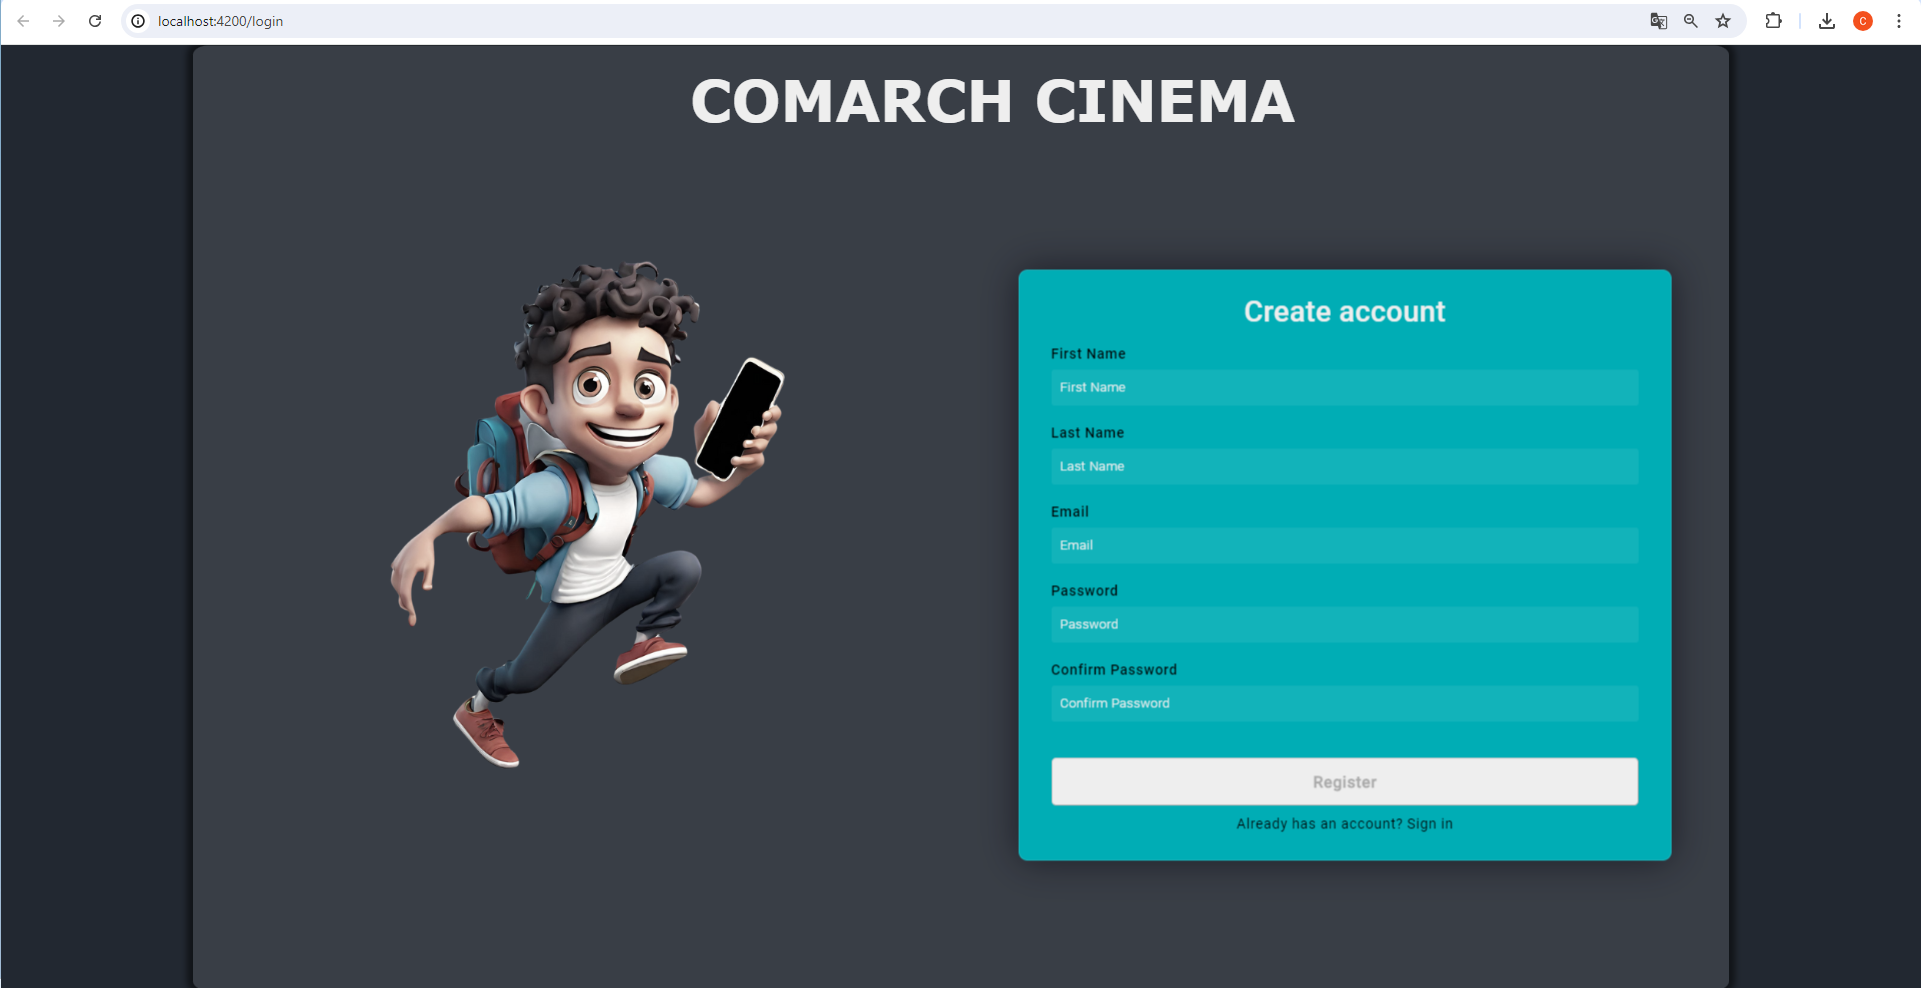 localhost:4200/login
C
COMARCH CINEMA
Create account
First Name
First Name
Last Name
Last Name
Email
Email
Password
Password
Confirm Password
Confirm Password
Register
Already has an account? Sign in